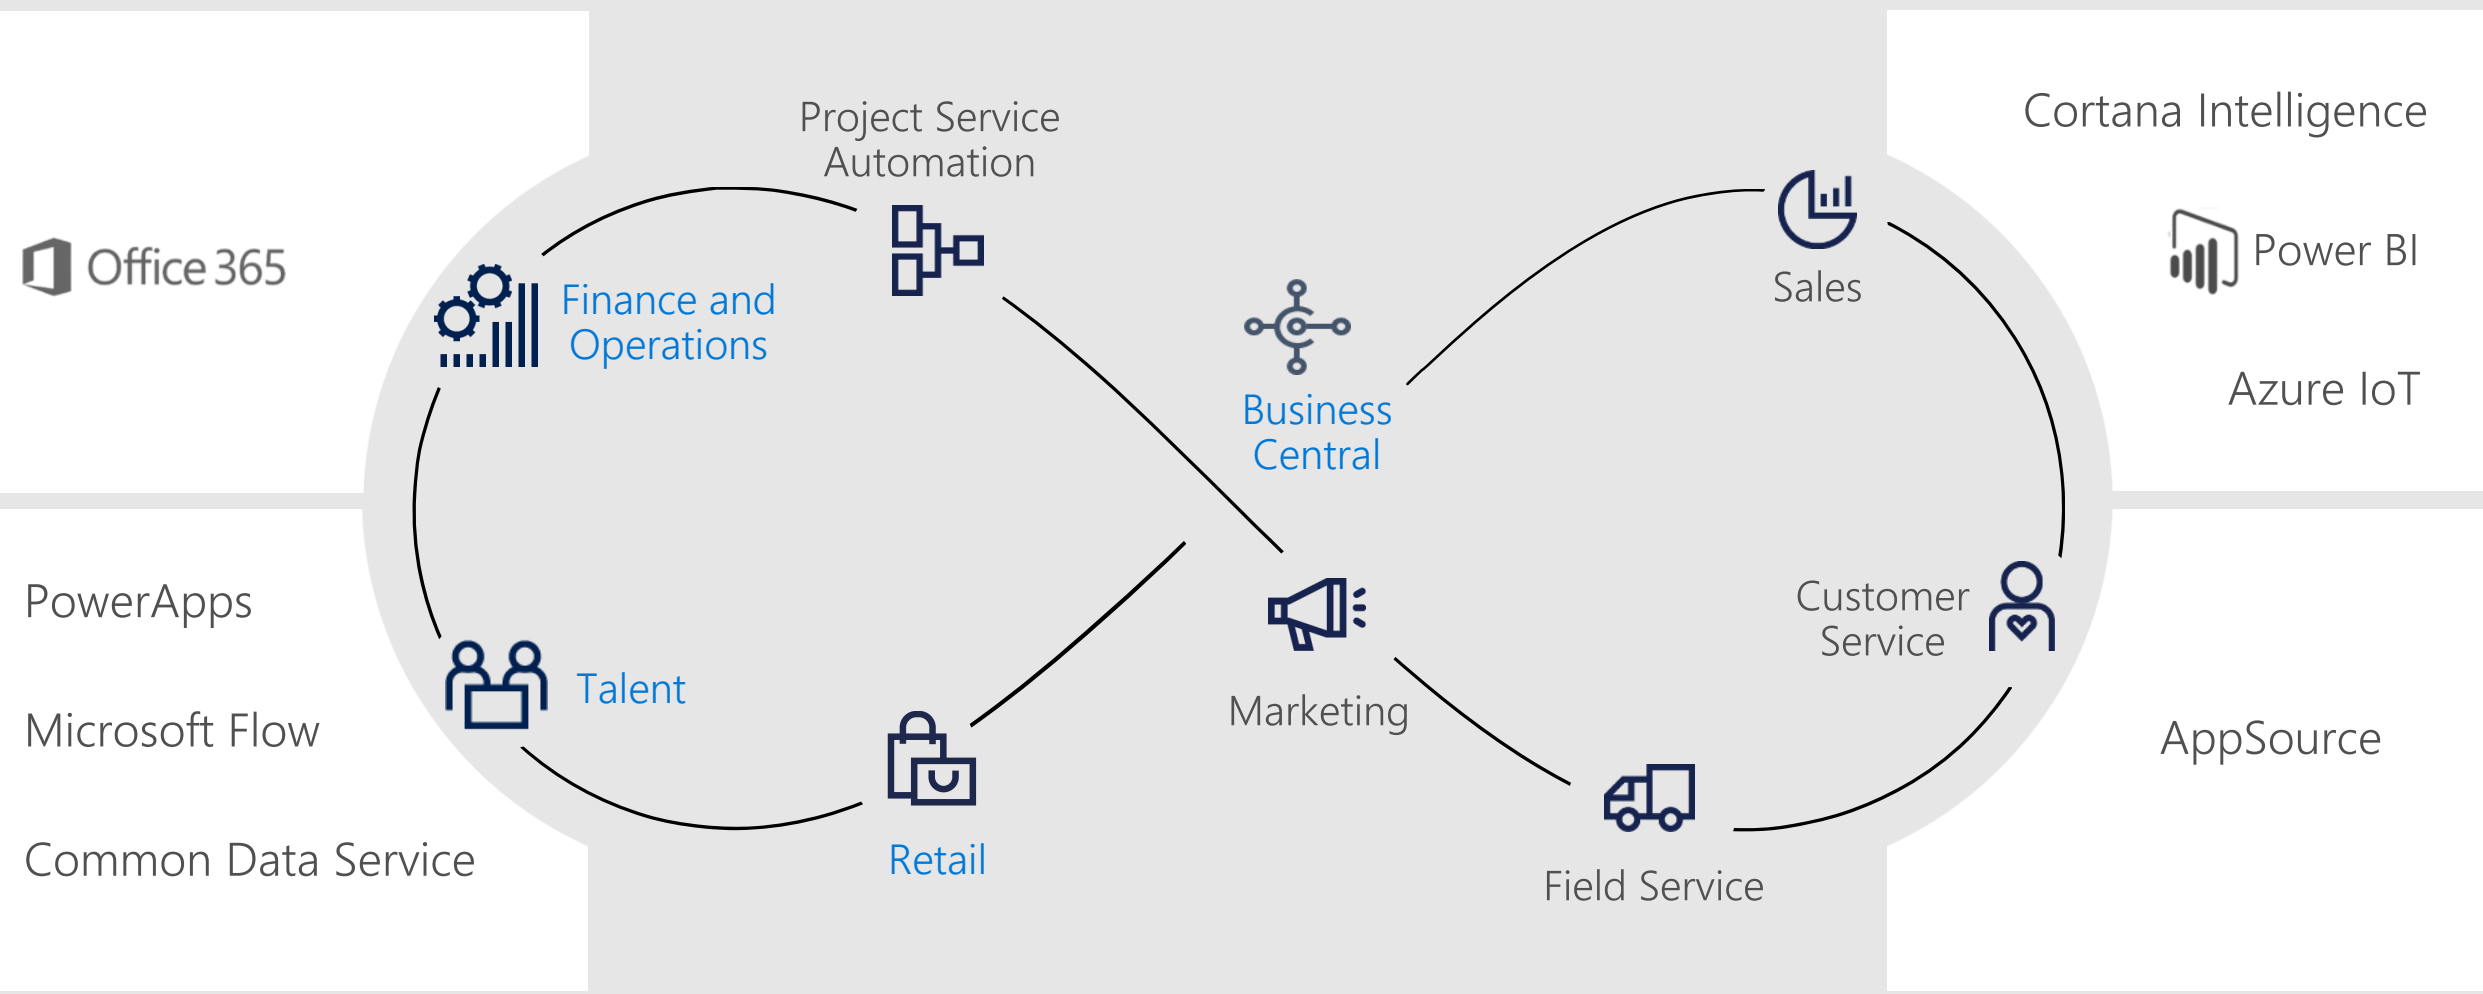 Office 365
PowerApps
Microsoft Flow
Common Data Service
Project Service
Automation
Finance and
Operations
Talent
Retail
Business
Central
Marketing
Sales
Customer
Service
Field Service
Cortana Intelligence
Power BI
Azure IoT
AppSource